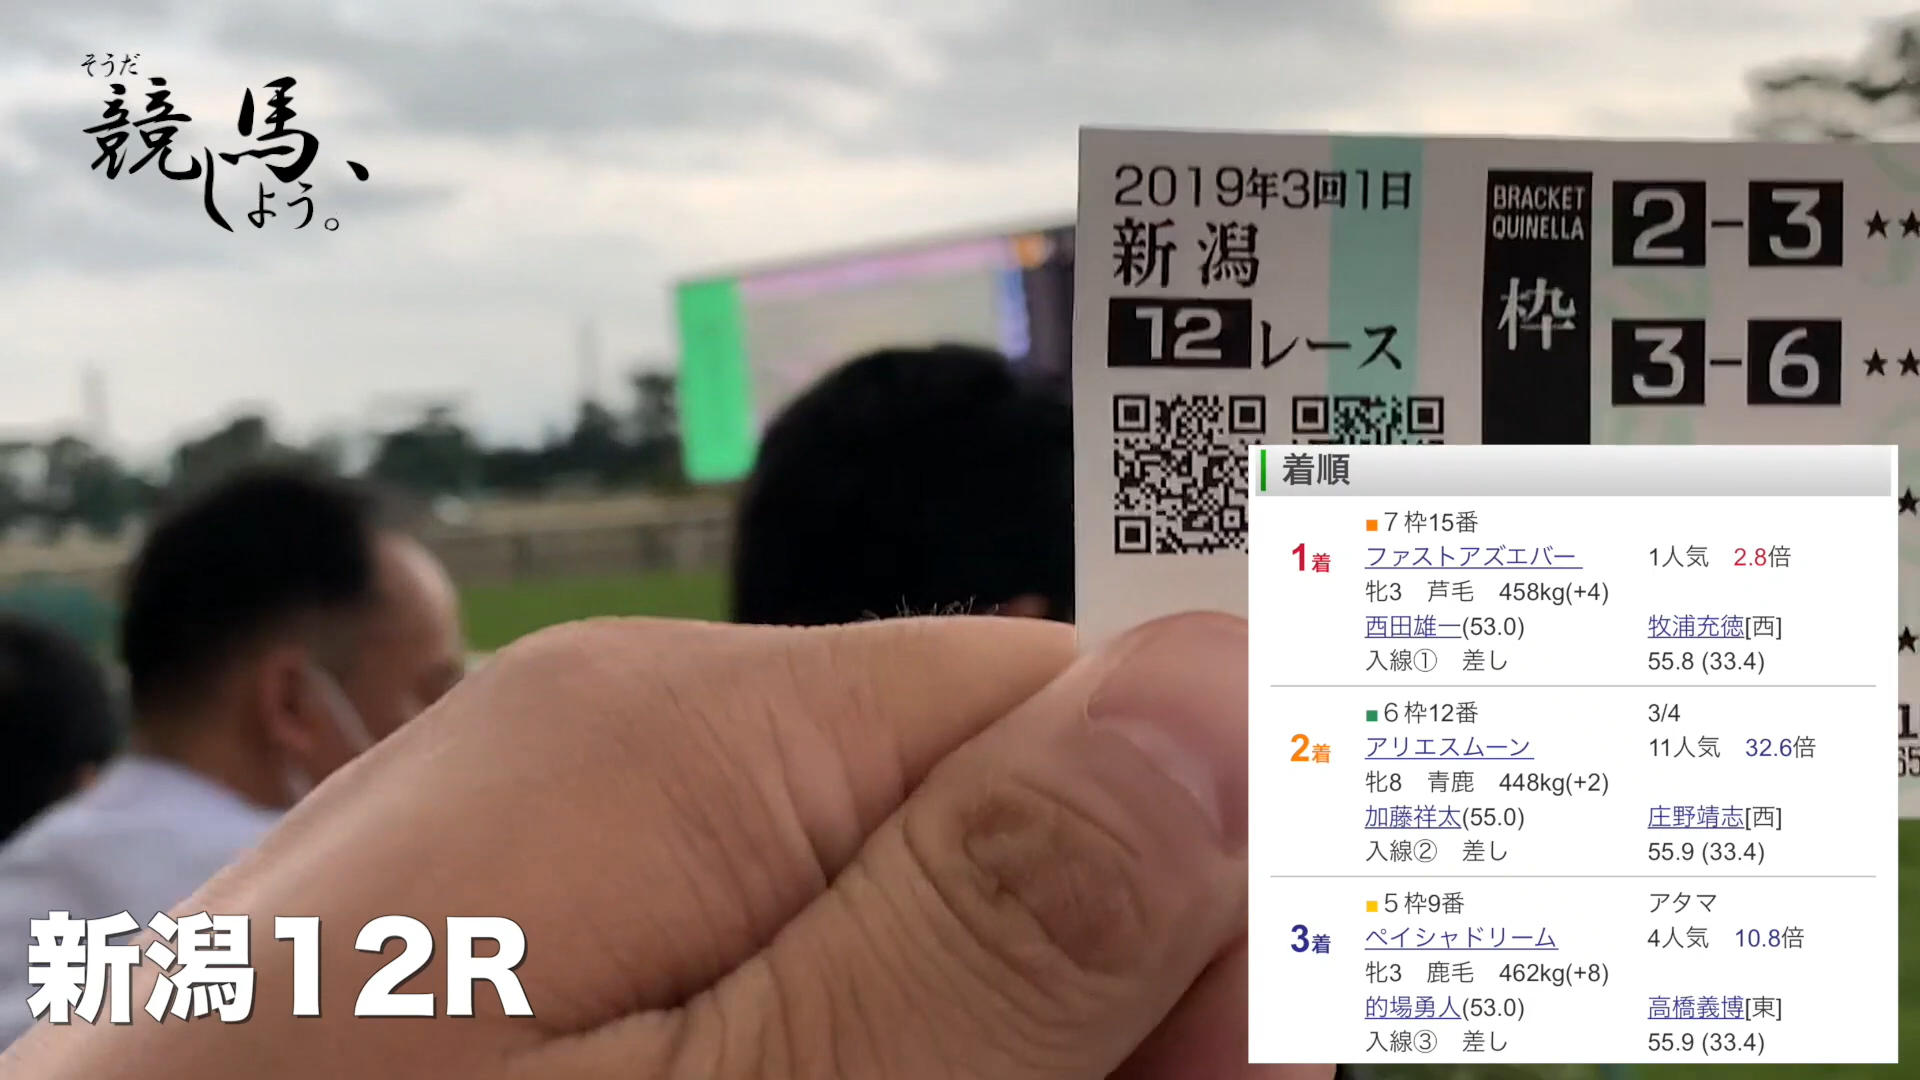 そうだ
競馬、
しよう。
2019年3回1日
新潟
12レース
BRACKET
QUINELLA
枠
2-3 ★★
3-6 ★★
着順
1着
■7枠15番
ファストアズエバー 1人気 2.8倍
牝3 芦毛 458kg(+4)
西田雄一(53.0) 牧浦充徳[西]
入線① 差し 55.8 (33.4)
2着
■6枠12番 3/4
アリエスムーン 11人気 32.6倍
牝8 青鹿 448kg(+2)
加藤祥太(55.0) 庄野靖志[西]
入線② 差し 55.9 (33.4)
3着
■5枠9番 アタマ
ペイシャドリーム 4人気 10.8倍
牝3 鹿毛 462kg(+8)
的場勇人(53.0) 高橋義博[東]
入線③ 差し 55.9 (33.4)
新潟12R